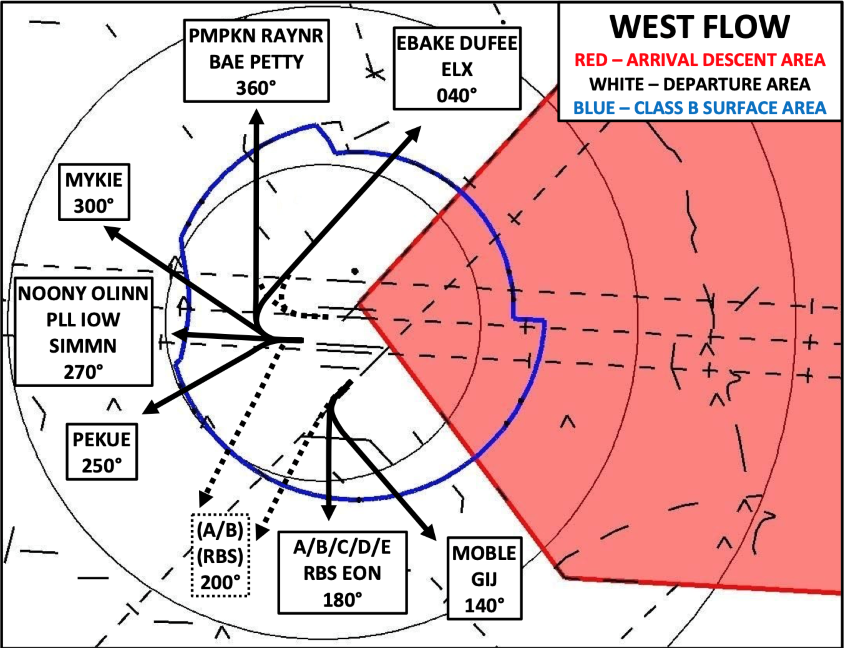 PMPKN RAYNR
BAE PETTY
360°
EBAKE DUFEE
ELX
040°
WEST FLOW
RED – ARRIVAL DESCENT AREA
WHITE – DEPARTURE AREA
BLUE – CLASS B SURFACE AREA
MYKIE
300°
NOONY OLINN
PLL IOW
SIMMN
270°
PEKUE
250°
(A/B)
(RBS)
200°
A/B/C/D/E
RBS EON
180°
MOBLE
GIJ
140°